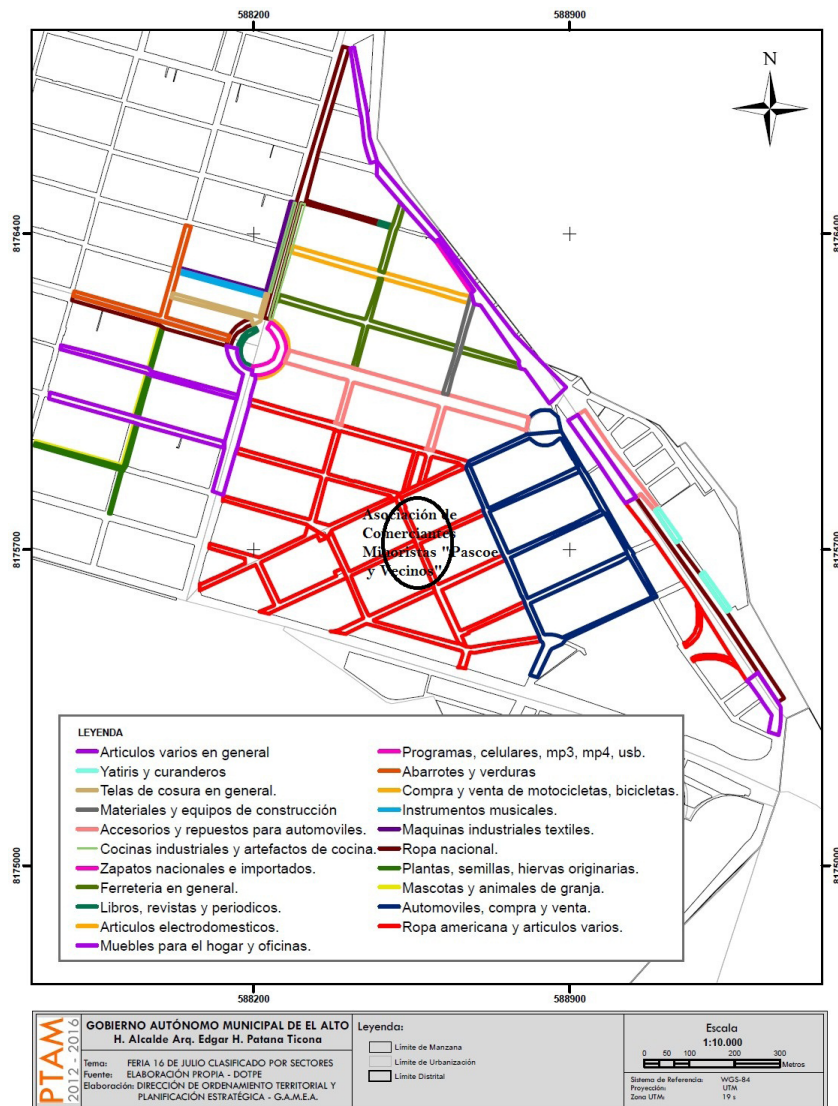 588200
588900
N
8176400
8176400
Asociación de
Comerciantes
Minoristas "Pascoe
y Vecinos"
8175700
8175700
LEYENDA
Articulos varios en general
Yatiris y curanderos
Telas de cosura en general.
Materiales y equipos de construcción
Accesorios y repuestos para automoviles.
Cocinas industriales y artefactos de cocina.
Zapatos nacionales e importados.
Ferreteria en general.
Libros, revistas y periodicos.
Articulos electrodomesticos.
Muebles para el hogar y oficinas.
Programas, celulares, mp3, mp4, usb.
Abarrotes y verduras
Compra y venta de motocicletas, bicicletas.
Instrumentos musicales.
Maquinas industriales textiles.
Ropa nacional.
Plantas, semillas, hiervas originarias.
Mascotas y animales de granja.
Automoviles, compra y venta.
Ropa americana y articulos varios.
8175000
8175000
588200
588900
PTAM
2012 - 2016
GOBIERNO AUTÓNOMO MUNICIPAL DE EL ALTO
H. Alcalde Arq. Edgar H. Patana Ticona
Tema: FERIA 16 DE JULIO CLASIFICADO POR SECTORES
Fuente: ELABORACIÓN PROPIA - DOTPE
Elaboración: DIRECCIÓN DE ORDENAMIENTO TERRITORIAL Y
PLANIFICACIÓN ESTRATÉGICA - G.A.M.E.A.
Leyenda:
Límite de Manzana
Límite de Urbanización
Límite Distrital
Escala
1:10.000
0 50 100 200 300
Metros
Sistema de Referencia: WGS-84
Proyección: UTM
Zona UTM: 19 s